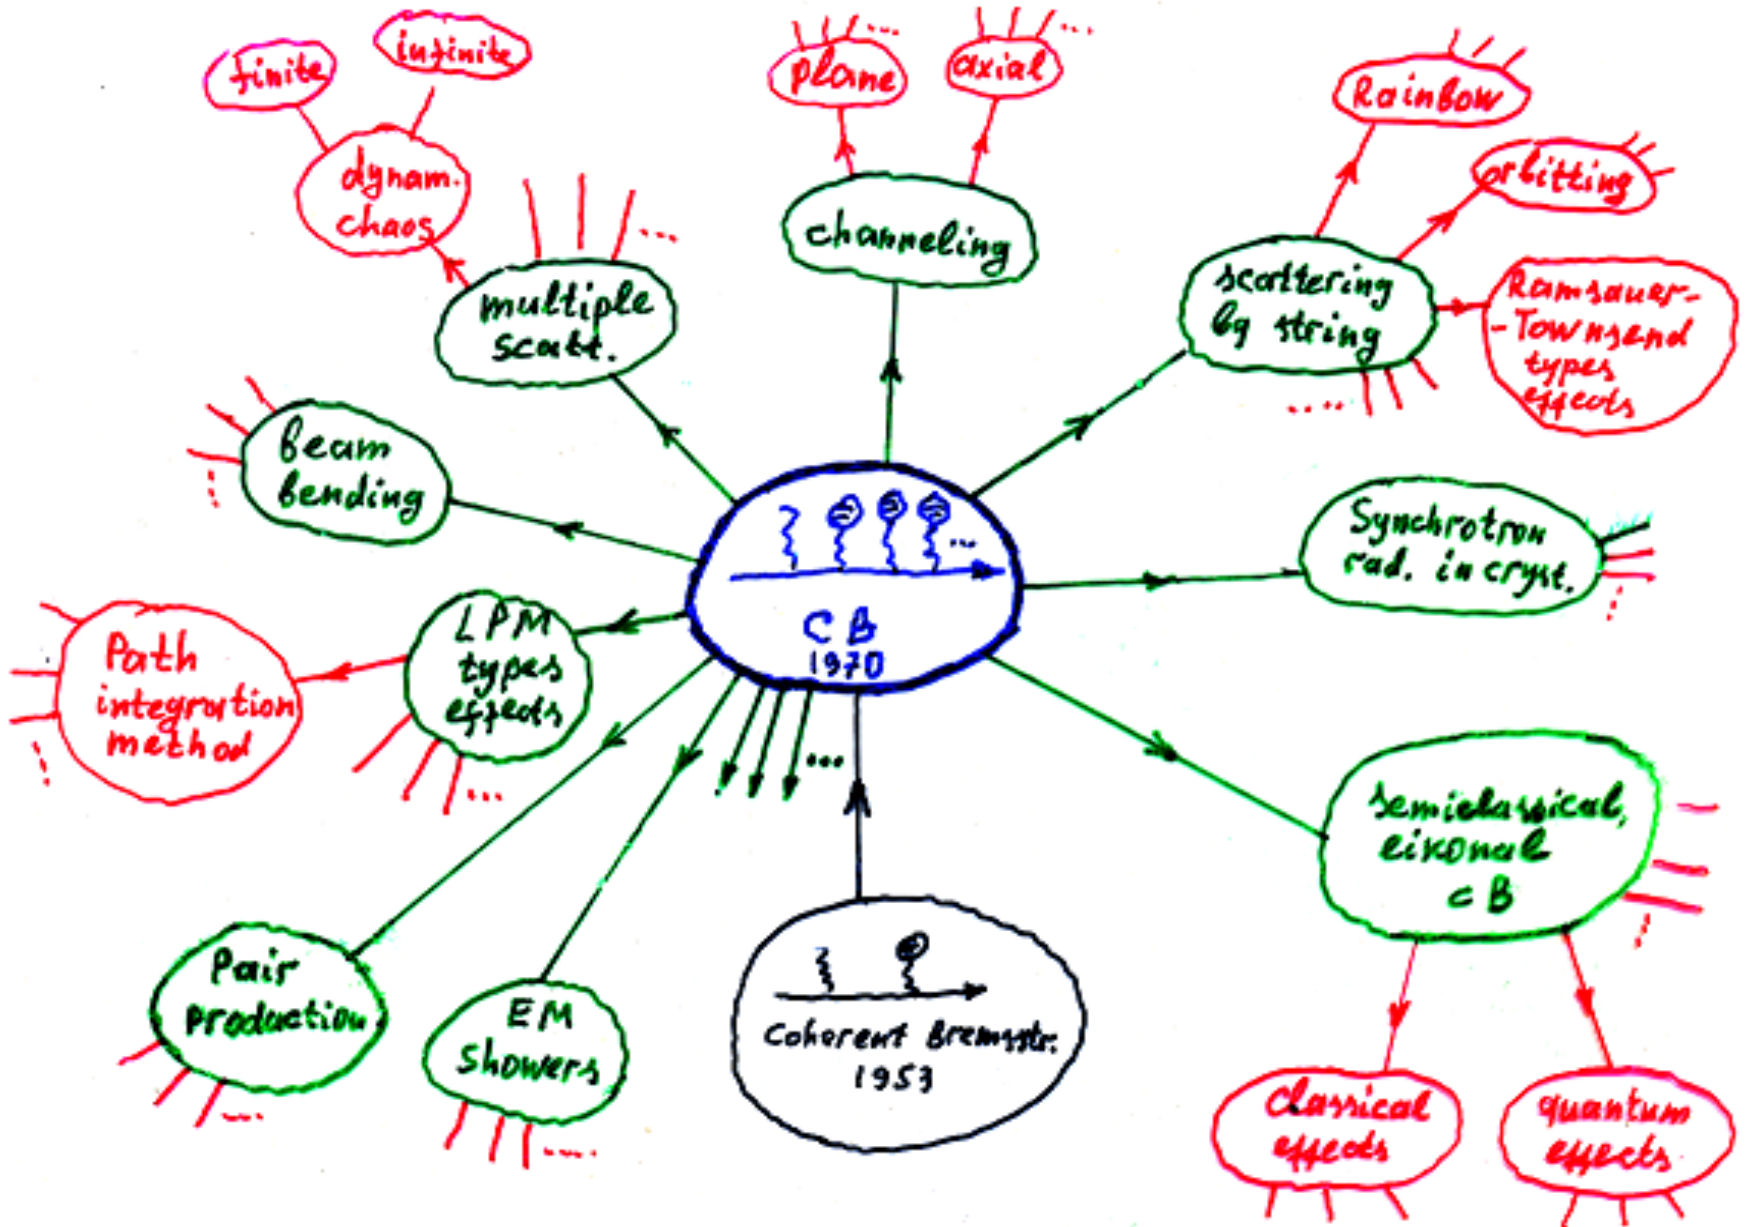 finite
infinite
dynam.
chaos
multiple
scatt.
plane
axial
channeling
Rainbow
orbitting
scattering
by string
Ramsauer-
-Townsend
types
effects
Beam
bending
Synchrotron
rad. in cryst.
...
CB
1970
LPM
types
effects
Path
integration
method
semiclassical,
eikonal
CB
Pair
production
EM
showers
Coherent Bremsstr.
1953
classical
effects
quantum
effects